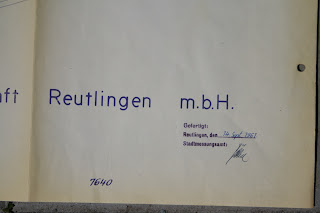 ft Reutlingen m.b.H.
Gefertigt:
Reutlingen, den
Stadtmessungsamt:
7640